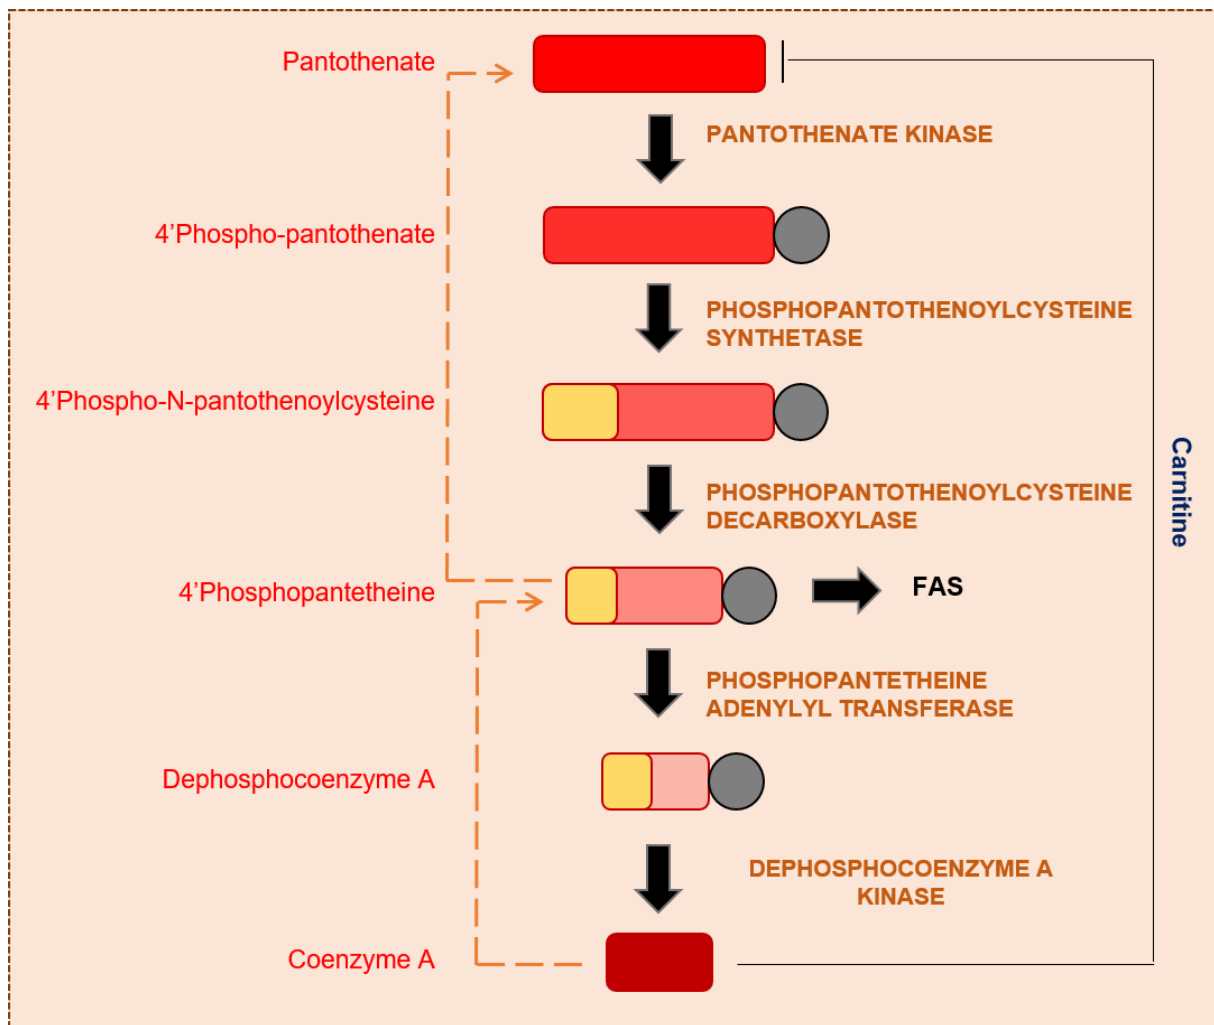 Pantothenate
PANTOTHENATE KINASE
4’Phospho-pantothenate
PHOSPHOPANTOTHENOYLCYSTEINE
SYNTHETASE
4’Phospho-N-pantothenoylcysteine
Carnitine
PHOSPHOPANTOTHENOYLCYSTEINE
DECARBOXYLASE
4’Phosphopantetheine
FAS
PHOSPHOPANTETHEINE
ADENYLYL TRANSFERASE
Dephosphocoenzyme A
DEPHOSPHOCOENZYME A
KINASE
Coenzyme A